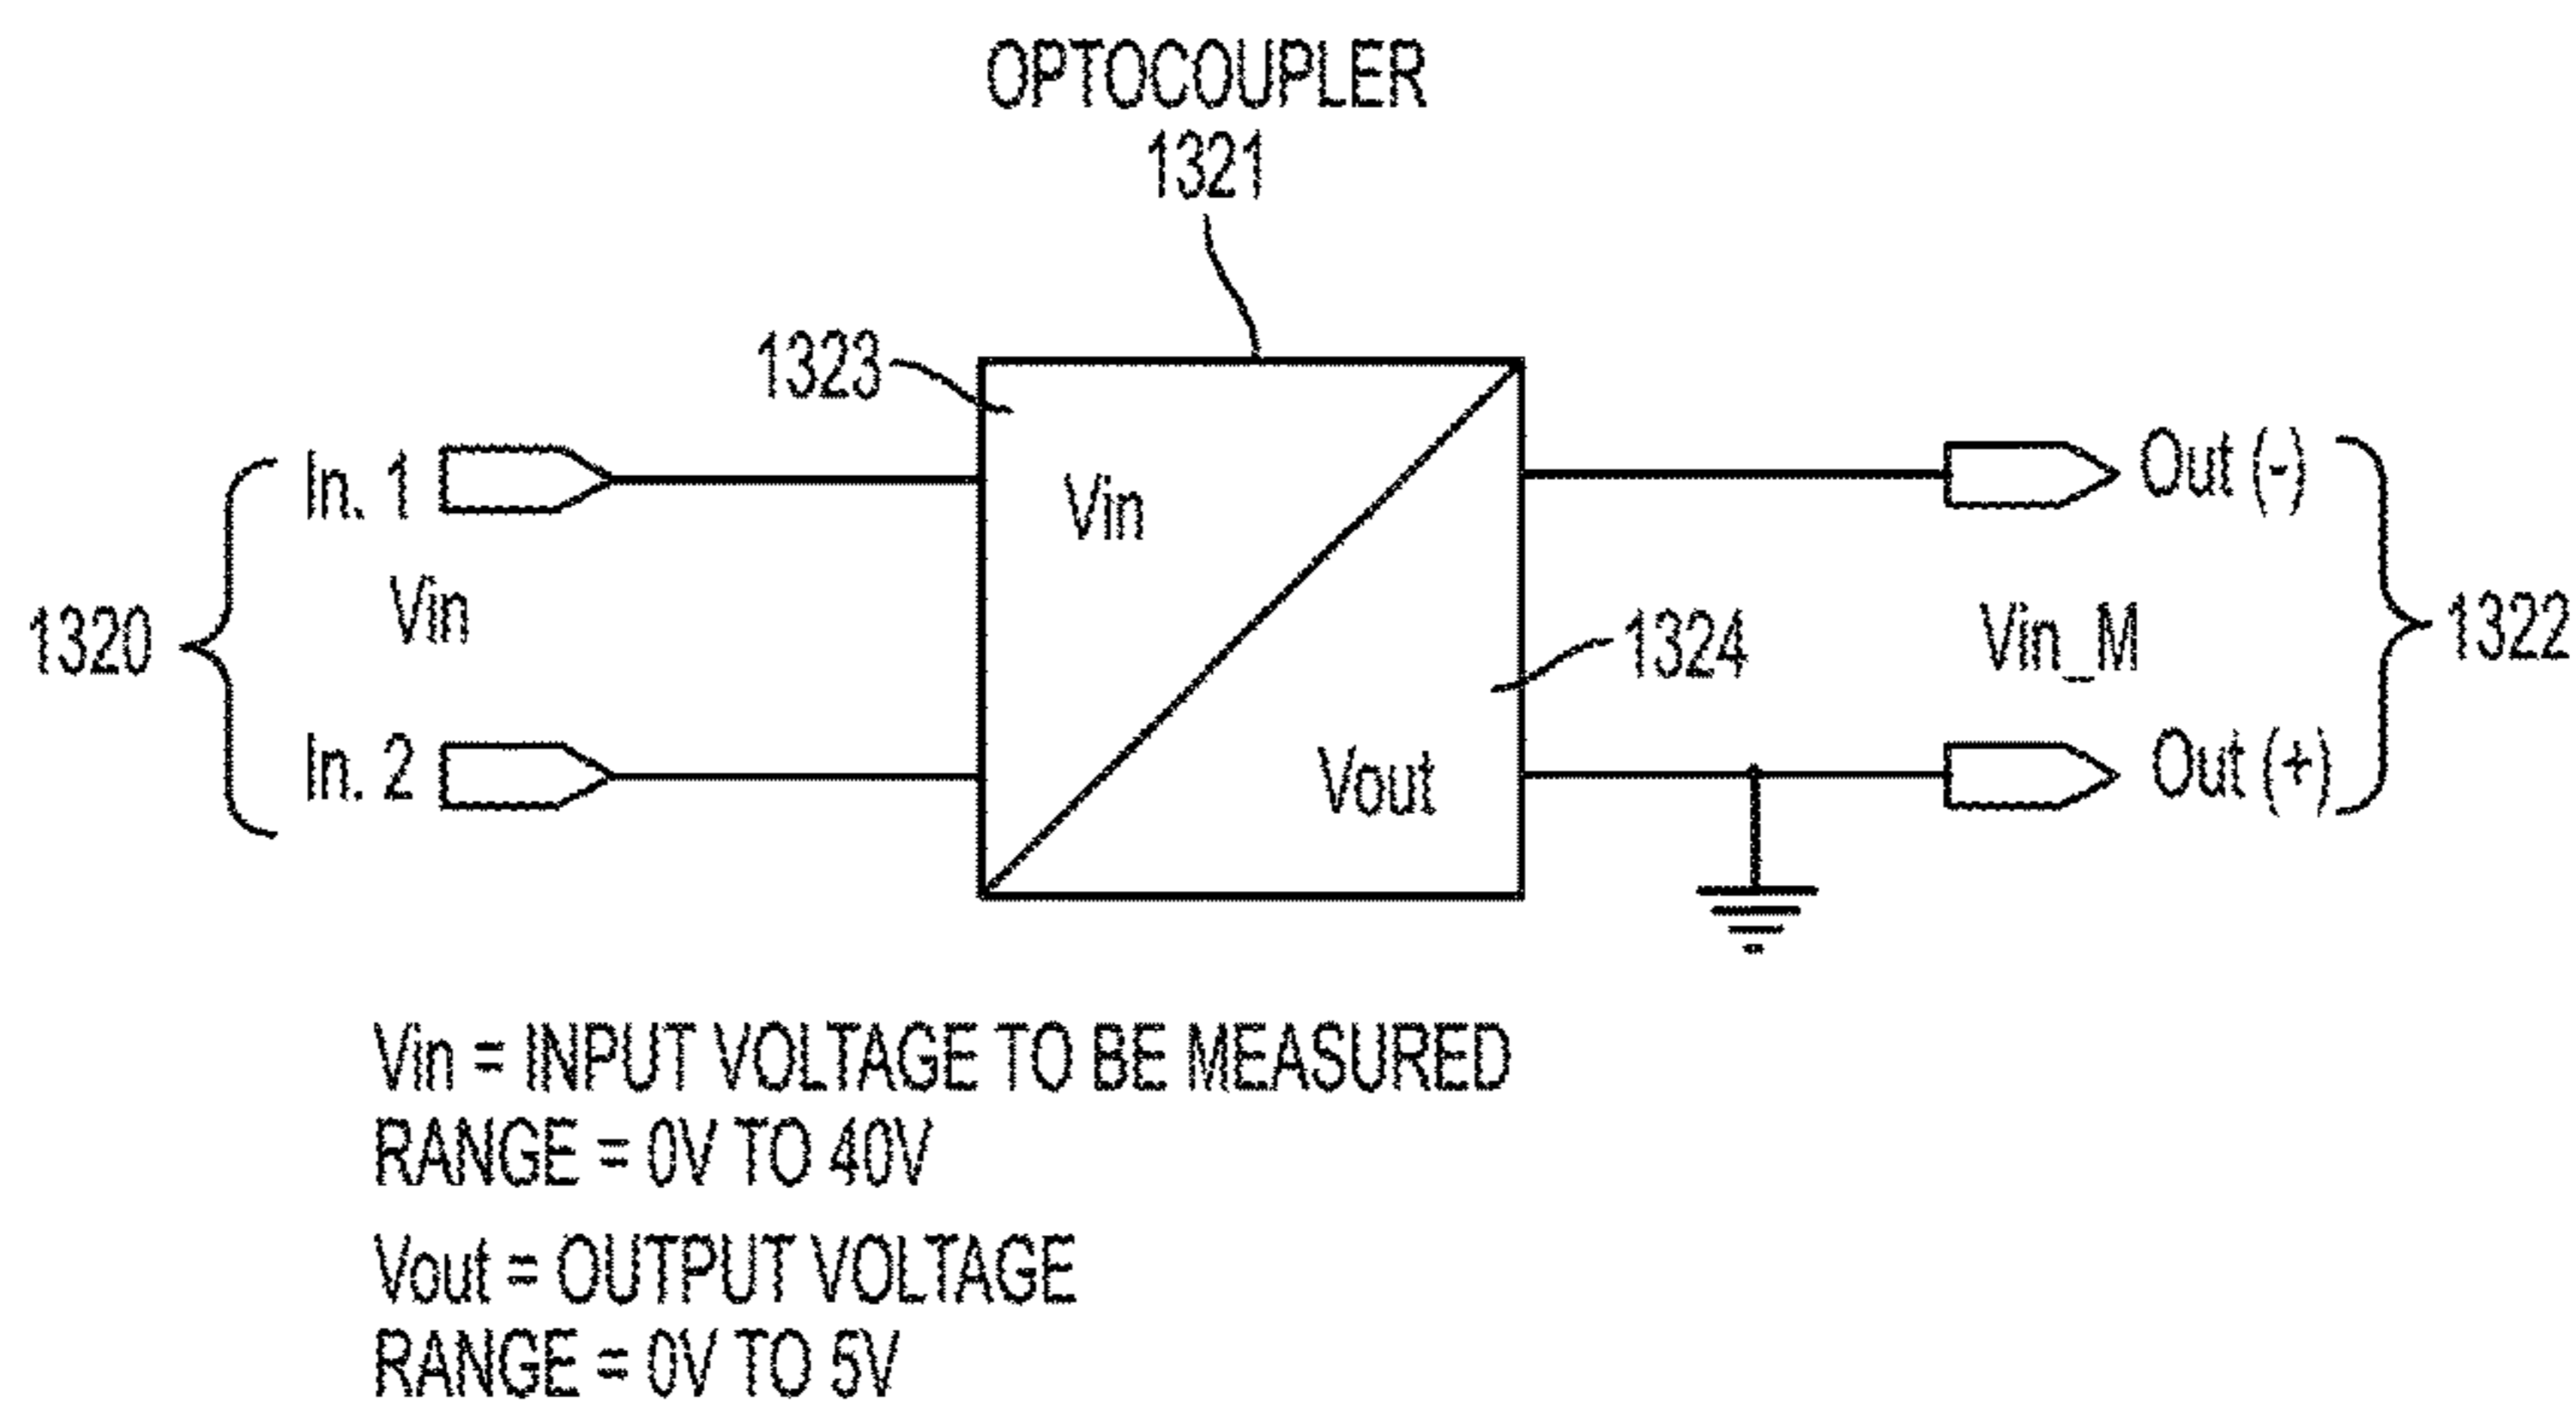 OPTOCOUPLER
1321
1323
In. 1
Vin
Out (-)
1320
Vin
1324
Vin_M
1322
In. 2
Vout
Out (+)
Vin = INPUT VOLTAGE TO BE MEASURED
RANGE = 0V TO 40V
Vout = OUTPUT VOLTAGE
RANGE = 0V TO 5V